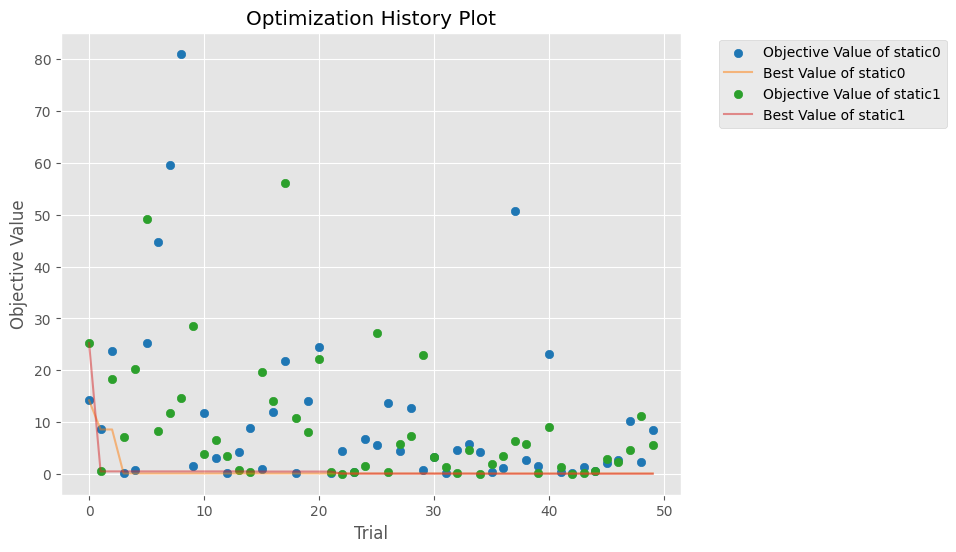 Optimization History Plot
Objective Value of static0
Best Value of static0
Objective Value of static1
Best Value of static1
Objective Value
80
70
60
50
40
30
20
10
0
0
10
20
30
40
50
Trial